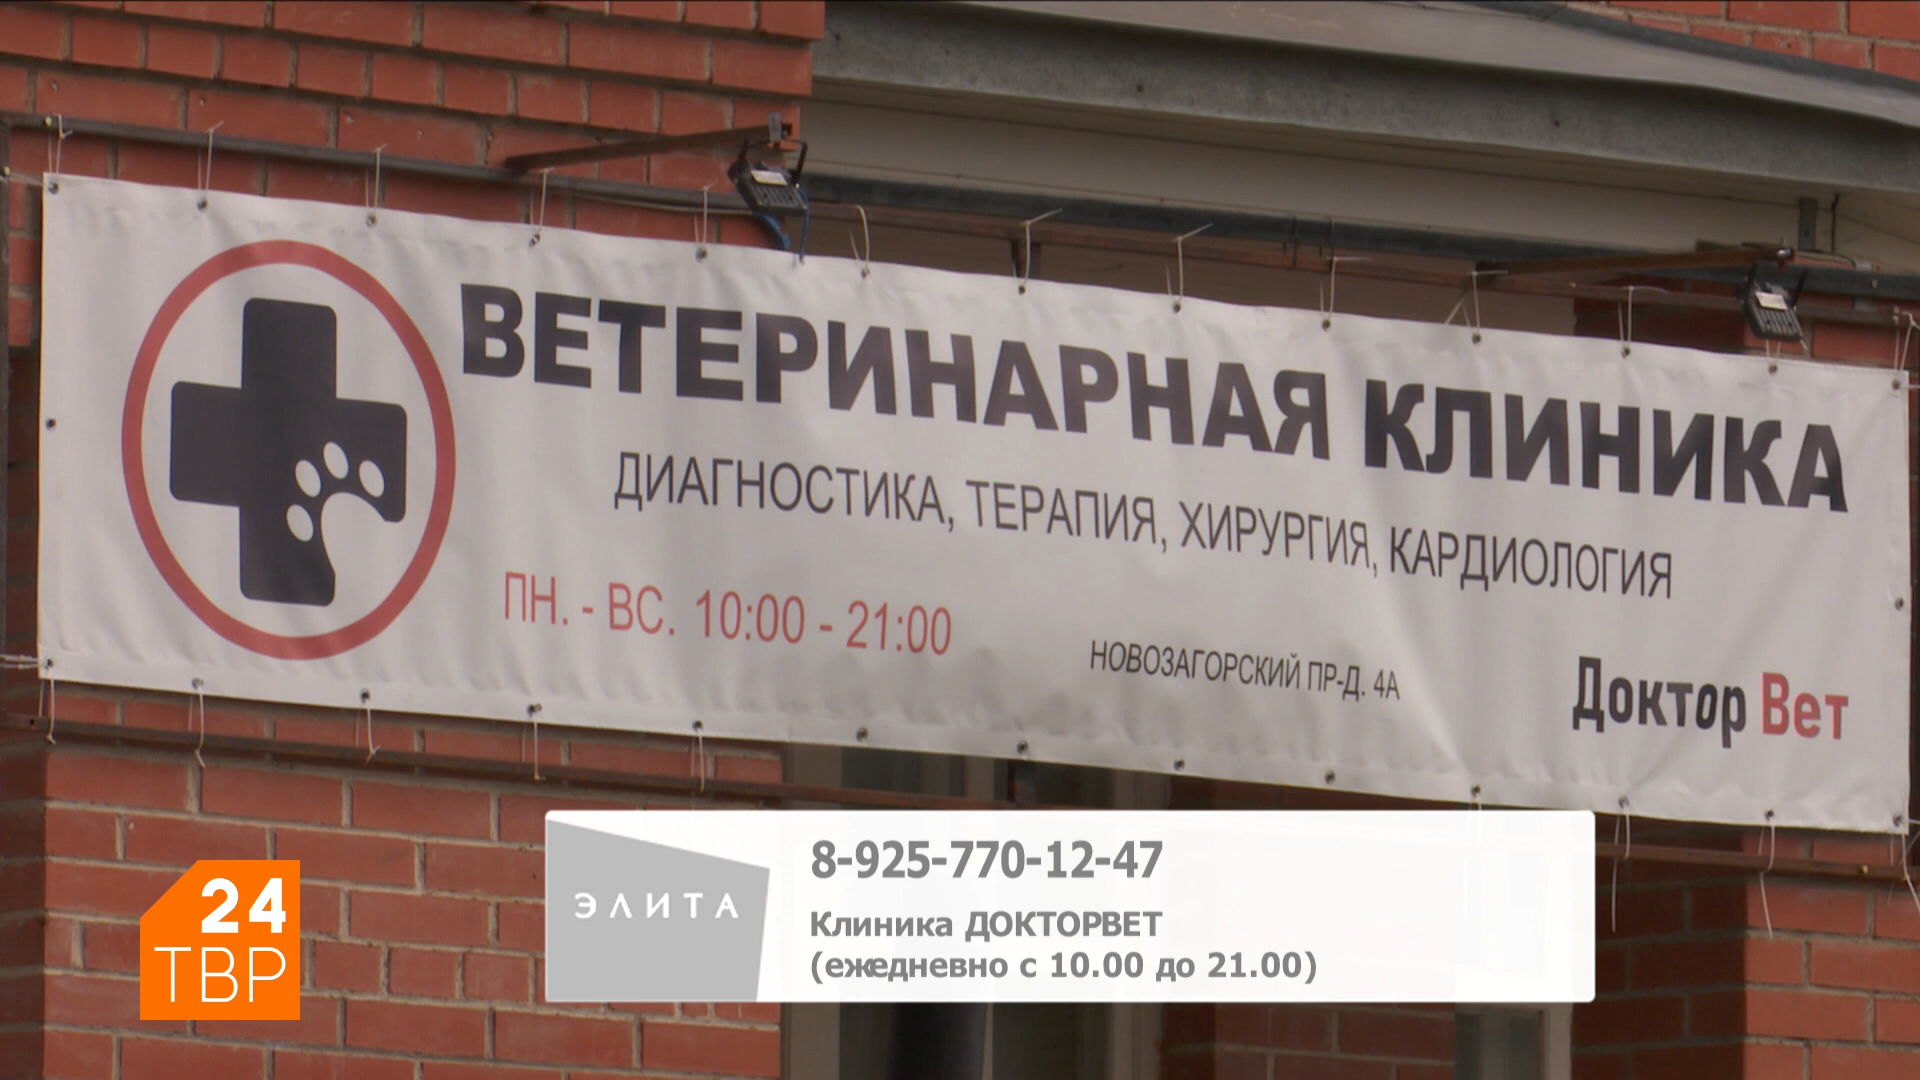 ВЕТЕРИНАРНАЯ КЛИНИКА
ДИАГНОСТИКА, ТЕРАПИЯ, ХИРУРГИЯ, КАРДИОЛОГИЯ
ПН. - ВС. 10:00 - 21:00
НОВОЗАГОРСКИЙ ПР-Д. 4А
Доктор Вет
24
ТВР
ЭЛИТА
8-925-770-12-47
Клиника ДОКТОРВЕТ
(ежедневно с 10.00 до 21.00)